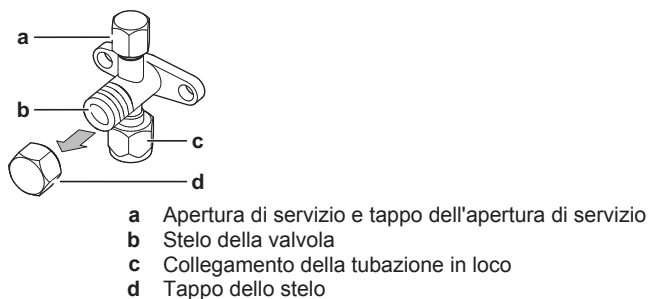 a
b
c
d
a Apertura di servizio e tappo dell'apertura di servizio
b Stelo della valvola
c Collegamento della tubazione in loco
d Tappo dello stelo